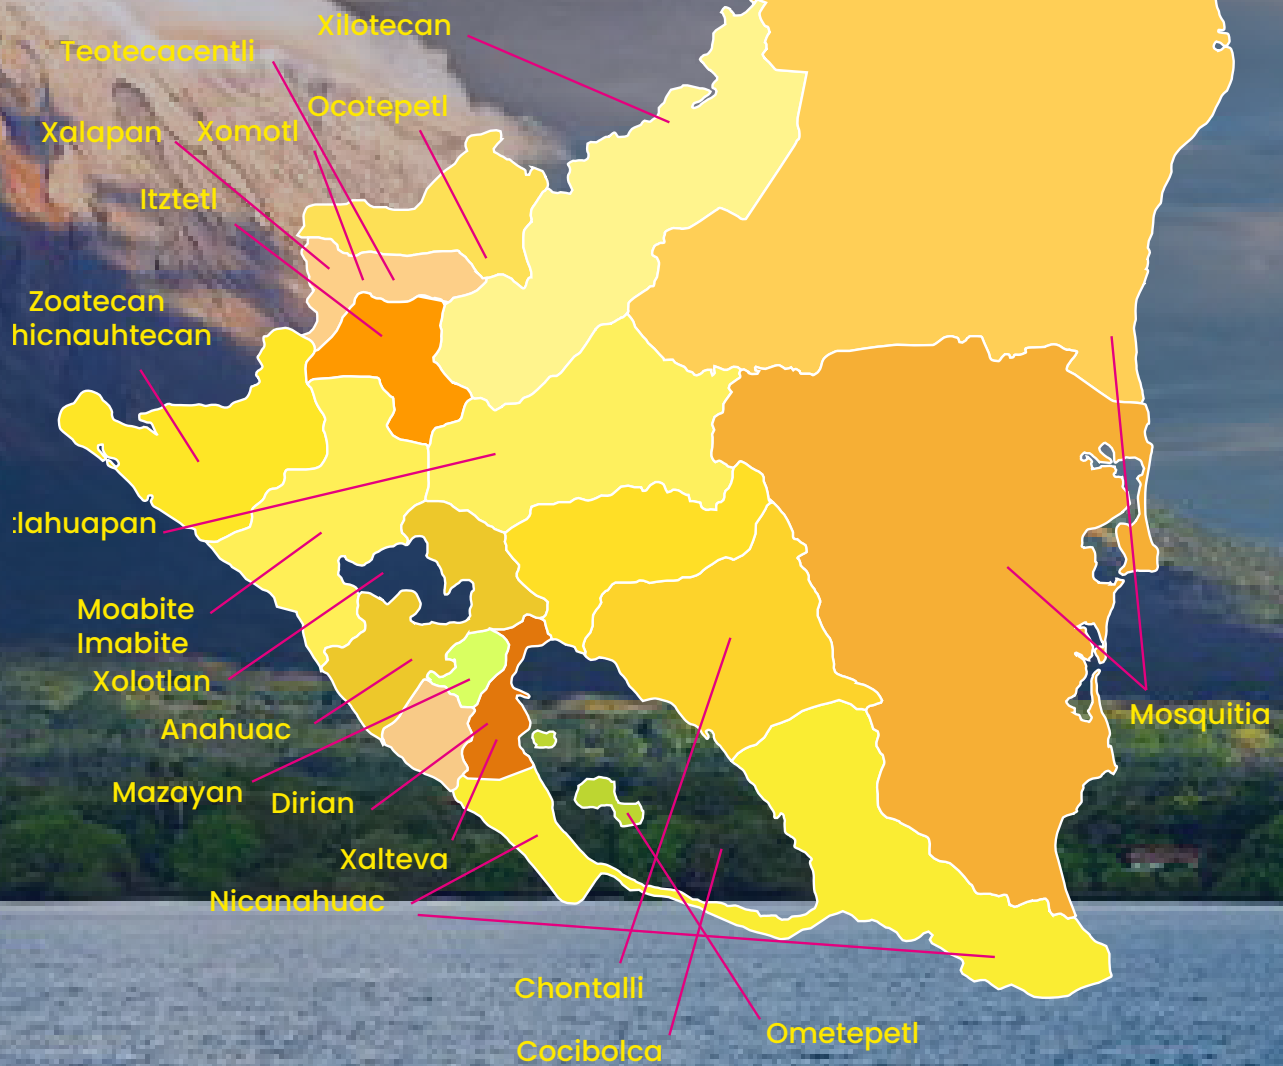 Xilotecan
Teotecacentli
Ocotepetl
Xalapan
Xomotl
Itztetl
Zoatecan
hicnauhtecan
:lahuapan
Moabite
Imabite
Xolotlan
Anahuac
Mosquitia
Mazayan
Dirian
Xalteva
Nicanahuac
Chontalli
Ometepetl
Cocibolca